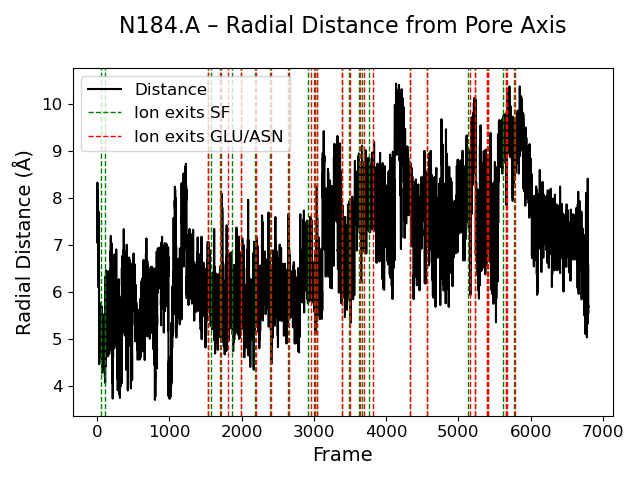 N184.A – Radial Distance from Pore Axis
Distance
Ion exits SF
Ion exits GLU/ASN
Radial Distance (Å)
10
9
8
7
6
5
4
0 1000 2000 3000 4000 5000 6000 7000
Frame